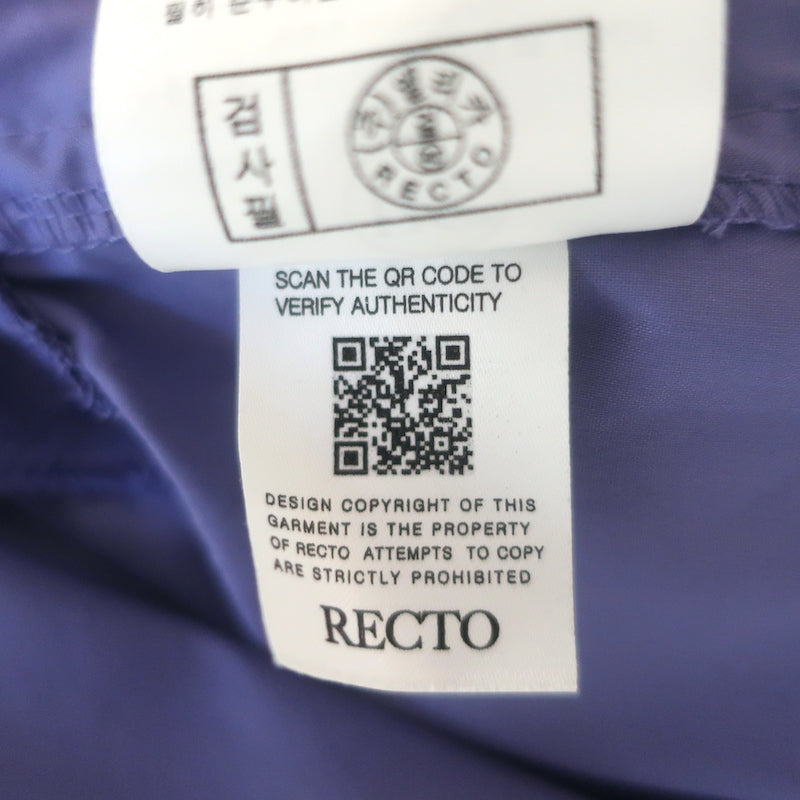 검사필
RECTO
SCAN THE QR CODE TO
VERIFY AUTHENTICITY
DESIGN COPYRIGHT OF THIS
GARMENT IS THE PROPERTY
OF RECTO ATTEMPTS TO COPY
ARE STRICTLY PROHIBITED
RECTO